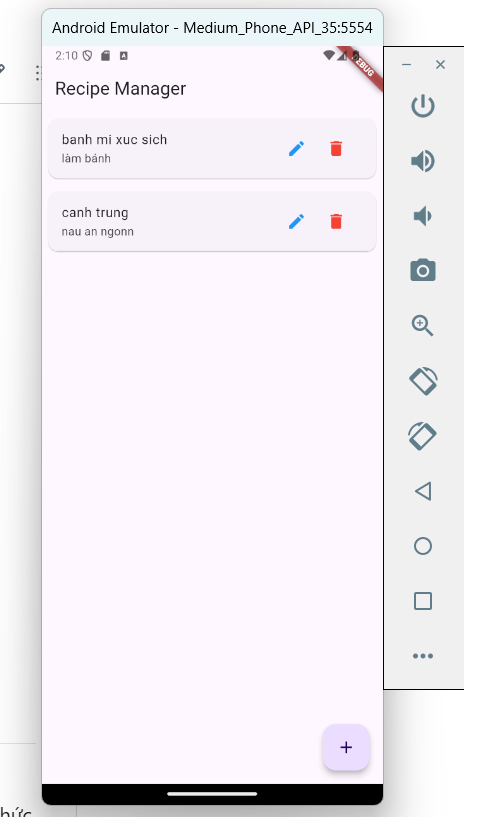 Android Emulator - Medium_Phone_API_35:5554
2:10
Recipe Manager
banh mi xuc sich
làm bánh
canh trung
nau an ngonn
hức